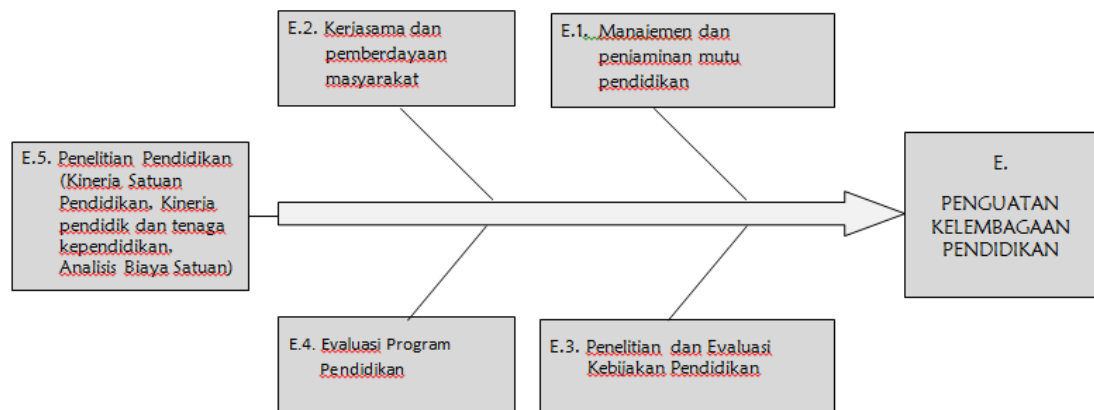 E.2. Kerjasama dan
pemberdayaan
masyarakat
E.1. Manajemen dan
penjaminan mutu
pendidikan
E.5. Penelitian Pendidikan
(Kinerja Satuan
Pendidikan, Kinerja
pendidik dan tenaga
kependidikan,
Analisis Biaya Satuan)
E.
PENGUATAN
KELEMBAGAAN
PENDIDIKAN
E.4. Evaluasi Program
Pendidikan
E.3. Penelitian dan Evaluasi
Kebijakan Pendidikan